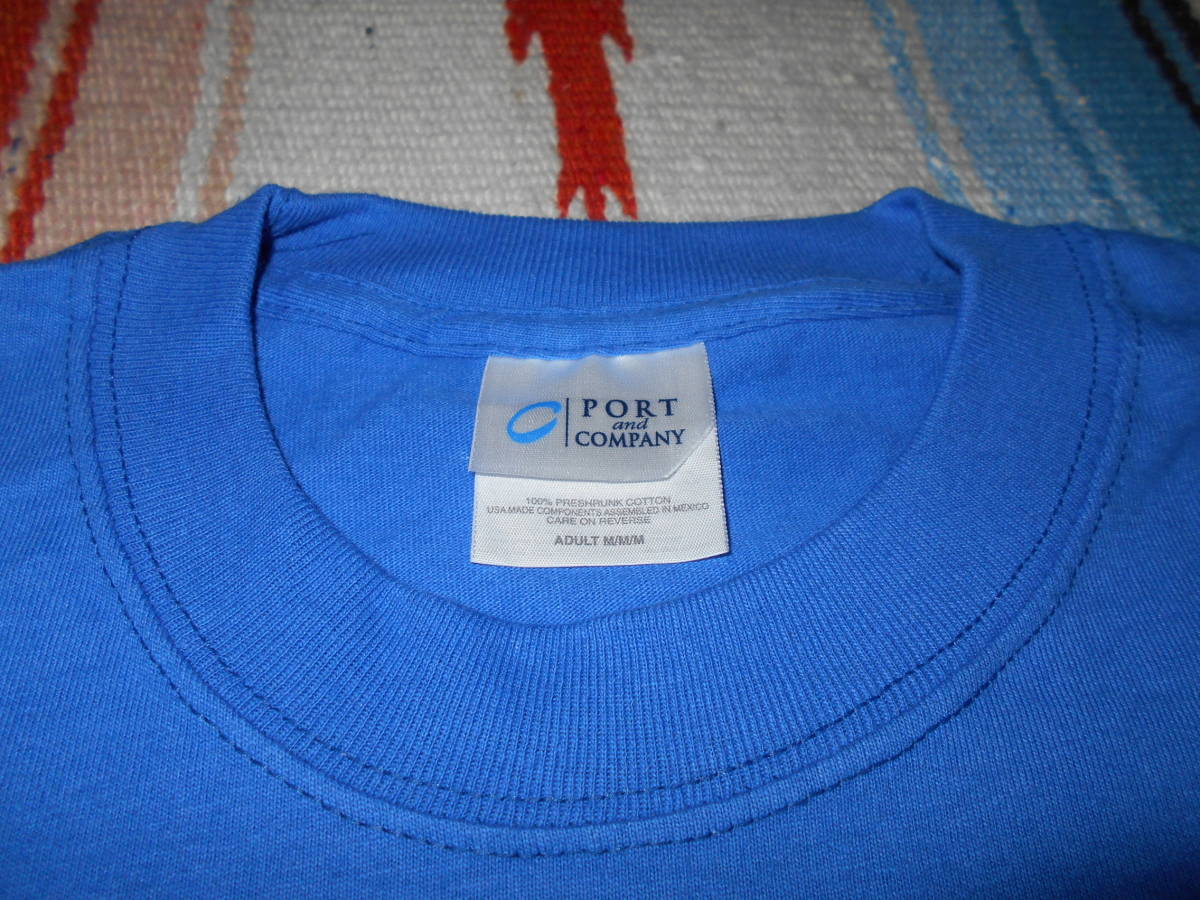 PORT
and
COMPANY
100% PRESHRUNK COTTON
USA MADE COMPONENTS ASSEMBLED IN MEXICO
CARE ON REVERSE
ADULT M/M/M